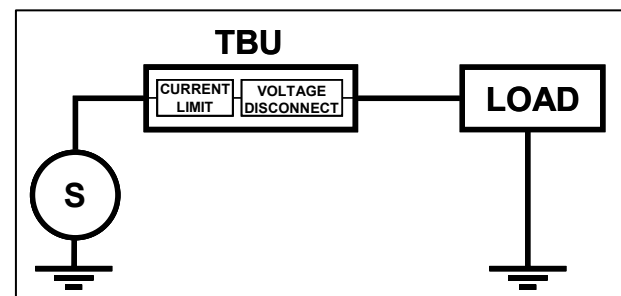 TBU
CURRENT
LIMIT
VOLTAGE
DISCONNECT
LOAD
S